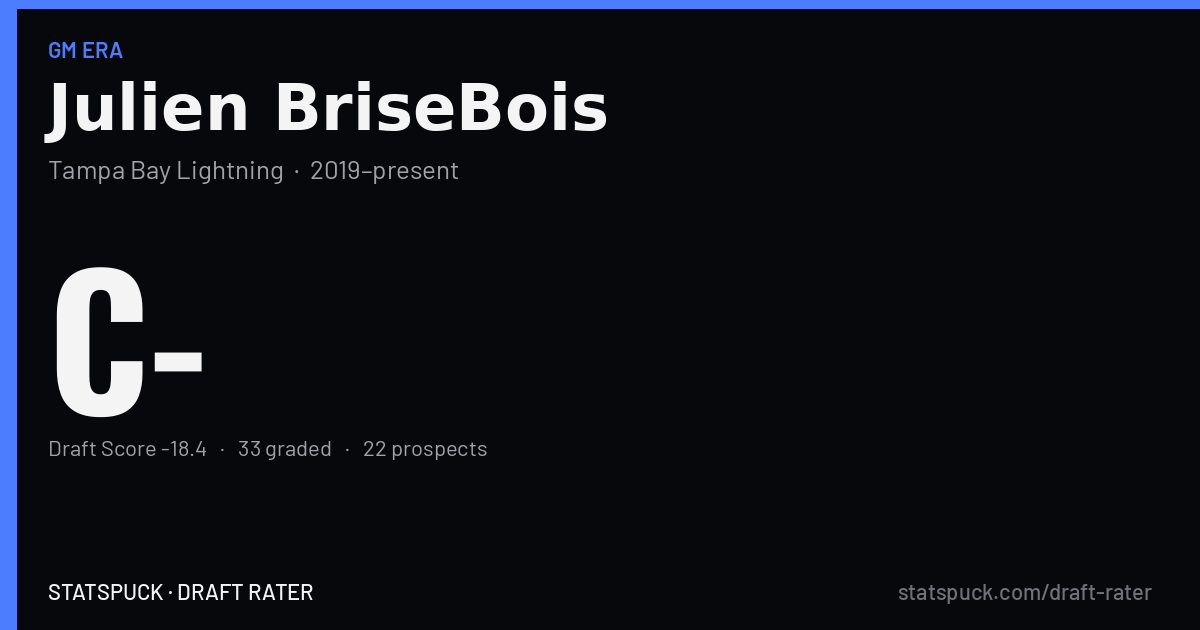 GM ERA
Julien BriseBois
Tampa Bay Lightning · 2019–present
C-
Draft Score -18.4 · 33 graded · 22 prospects
STATSPUCK · DRAFT RATER
statspuck.com/draft-rater